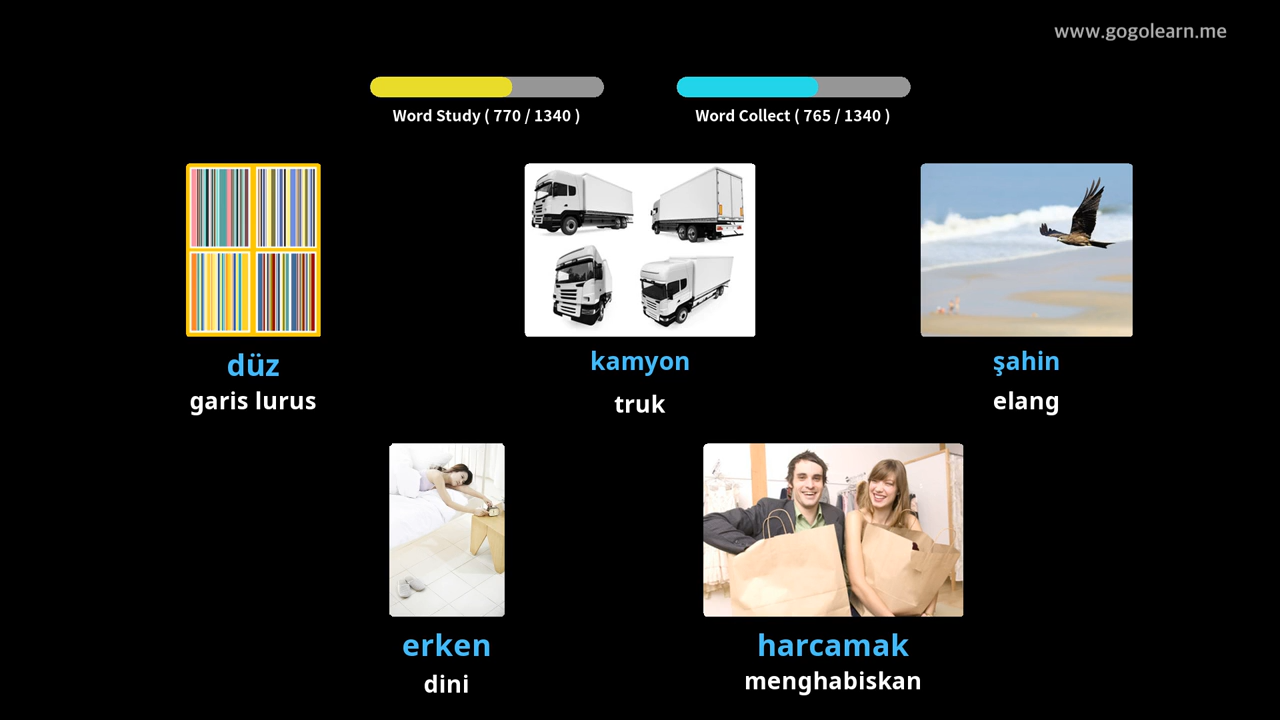 www.gogolearn.me
Word Study ( 770 / 1340 )
Word Collect ( 765 / 1340 )
düz
garis lurus
kamyon
truk
şahin
elang
erken
dini
harcamak
menghabiskan